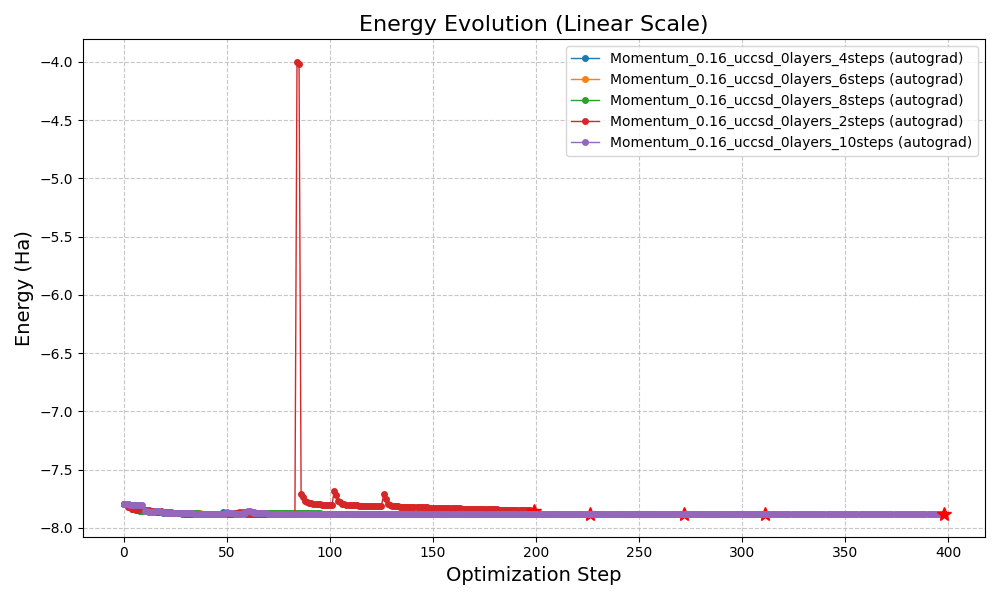 Energy Evolution (Linear Scale)
Energy (Ha)
−4.0
−4.5
−5.0
−5.5
−6.0
−6.5
−7.0
−7.5
−8.0
Momentum_0.16_uccsd_0layers_4steps (autograd)
Momentum_0.16_uccsd_0layers_6steps (autograd)
Momentum_0.16_uccsd_0layers_8steps (autograd)
Momentum_0.16_uccsd_0layers_2steps (autograd)
Momentum_0.16_uccsd_0layers_10steps (autograd)
0 50 100 150 200 250 300 350 400
Optimization Step